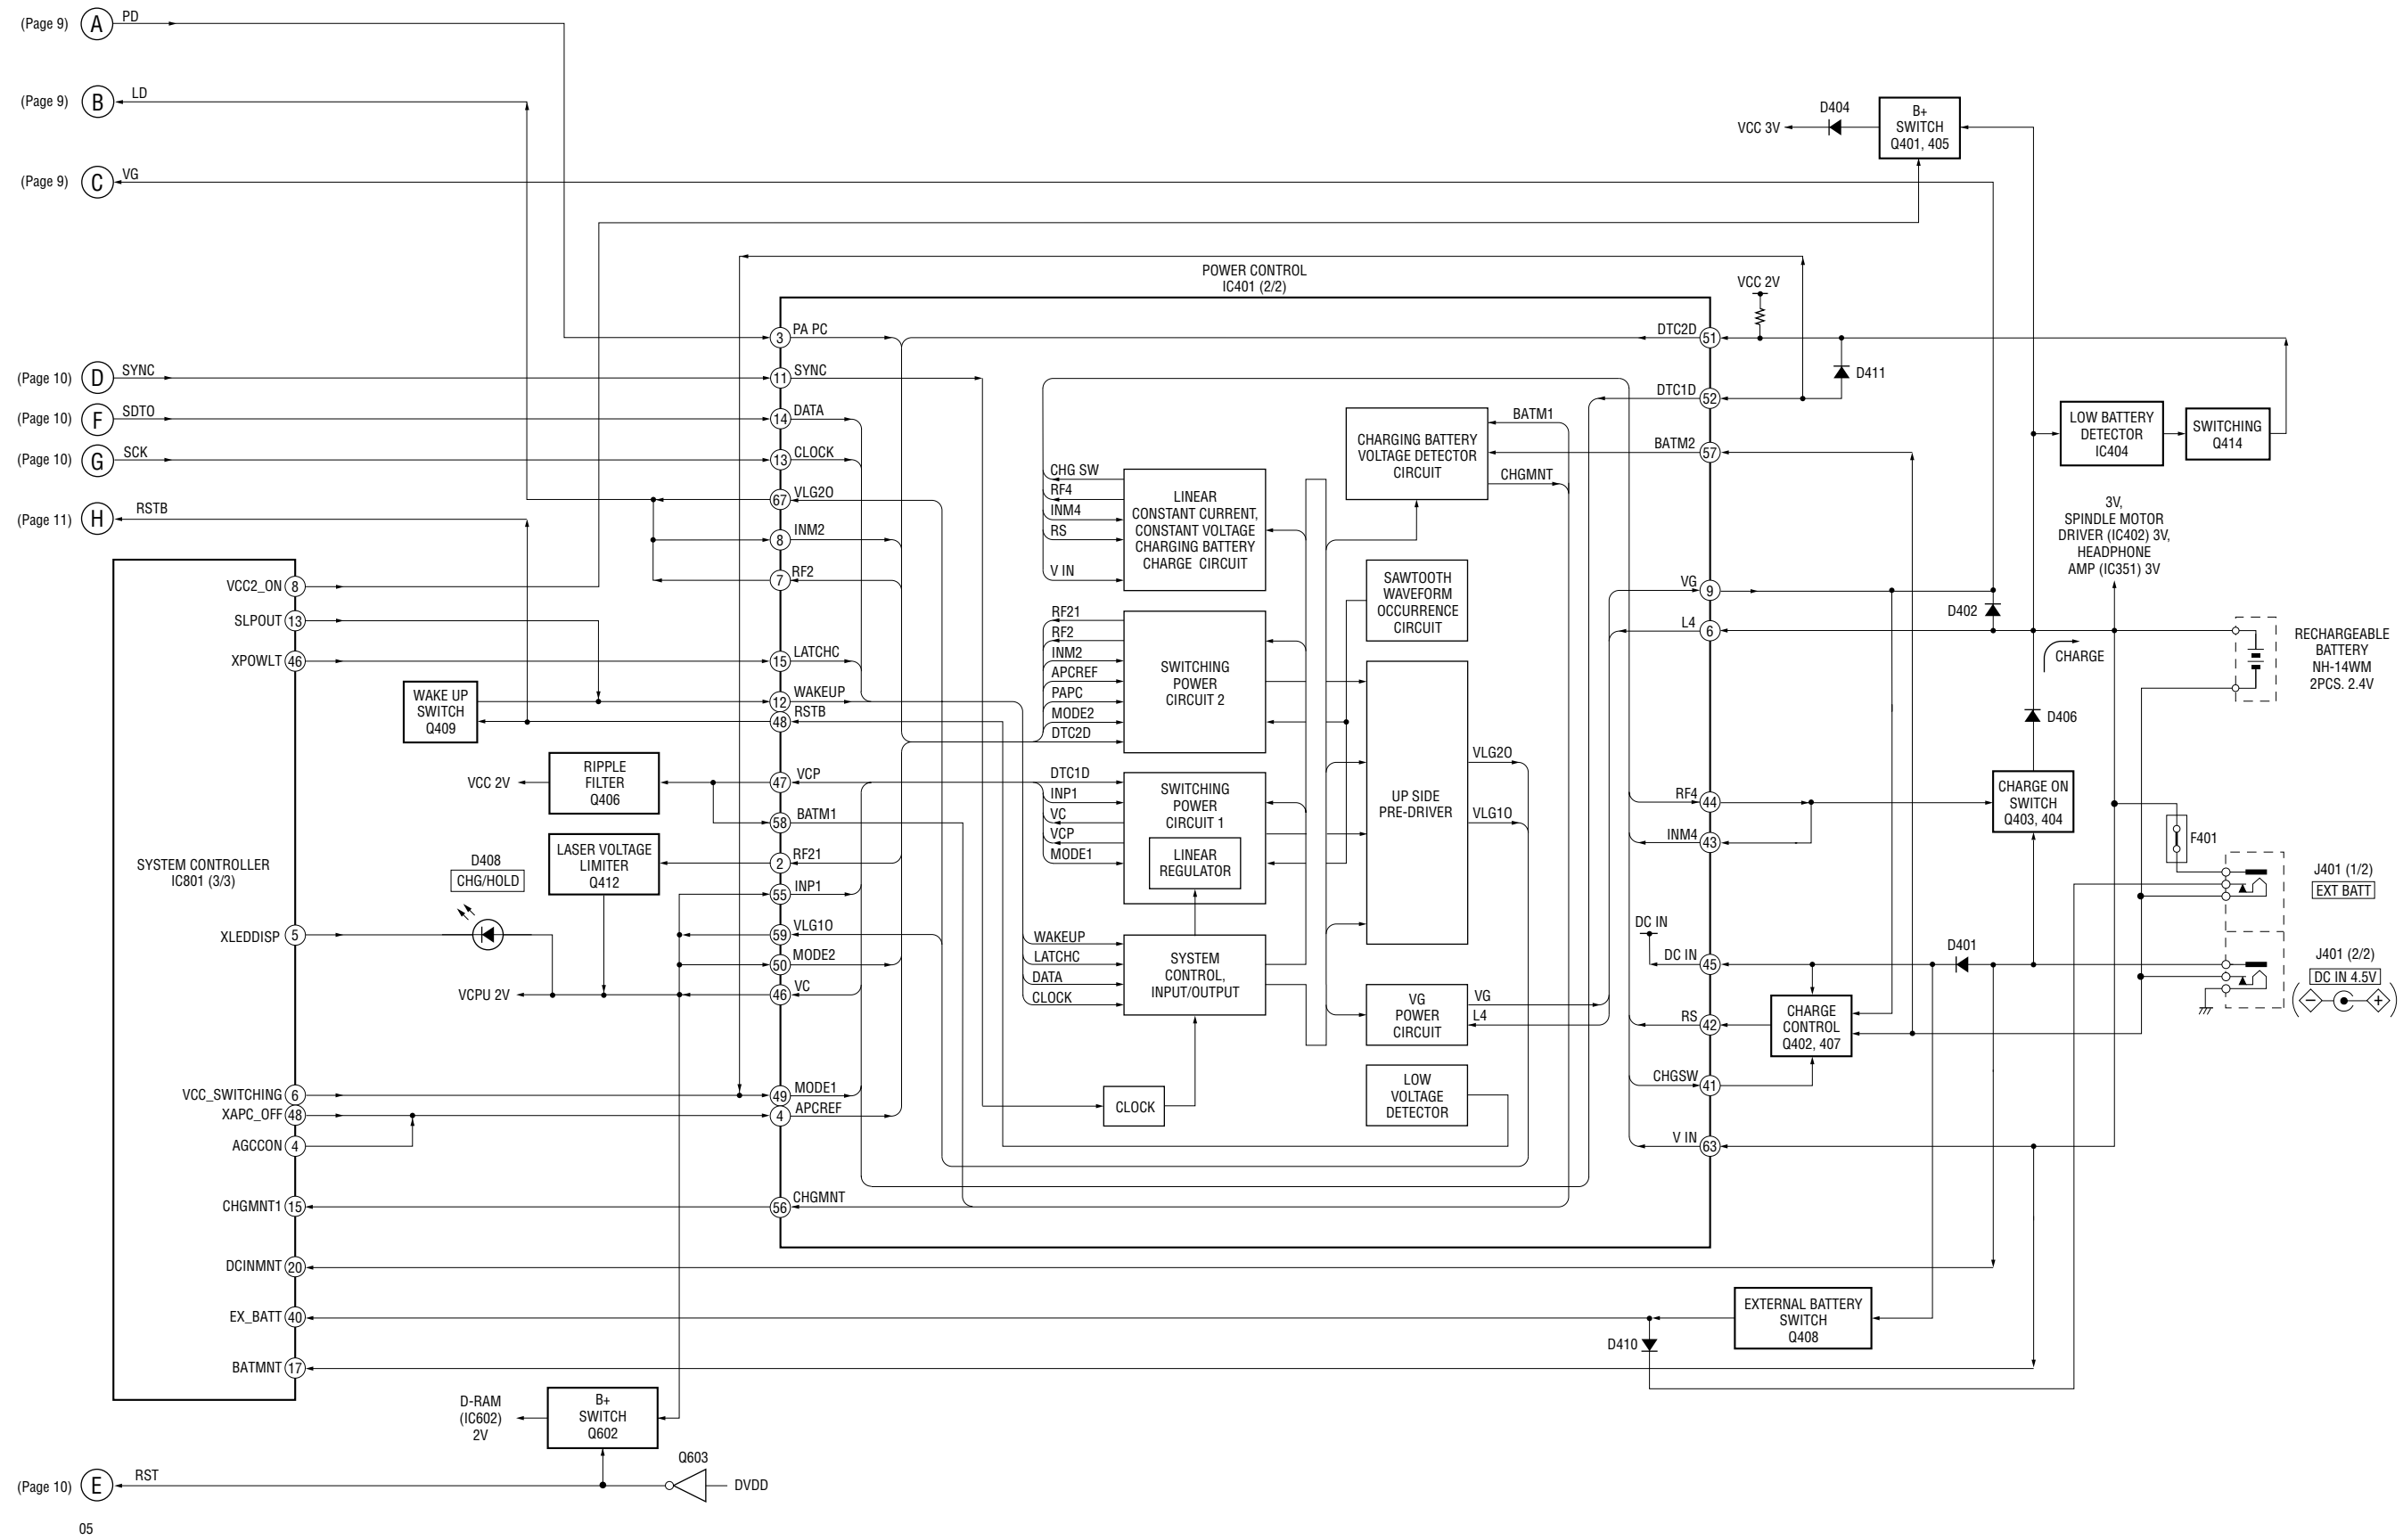 (Page 9) A PD
(Page 9) B LD
(Page 9) C VG
D404
VCC 3V
B+
SWITCH
Q401, 405
POWER CONTROL
IC401 (2/2)
VCC 2V
(Page 10) D SYNC
(Page 10) F SDTO
(Page 10) G SCK
(Page 11) H RSTB
3 PA PC
11 SYNC
14 DATA
13 CLOCK
67 VLG2O
8 INM2
7 RF2
15 LATCHC
12 WAKEUP
48 RSTB
47 VCP
58 BATM1
2 RF21
55 INP1
59 VLG1O
50 MODE2
46 VC
49 MODE1
4 APCREF
56 CHGMNT
DTC2D 51
DTC1D 52
BATM2 57
VG 9
L4 6
RF4 44
INM4 43
DC IN 45
RS 42
CHGSW 41
V IN 63
D411
LOW BATTERY
DETECTOR
IC404
SWITCHING
Q414
BATM1
CHARGING BATTERY
VOLTAGE DETECTOR
CIRCUIT
CHGMNT
CHG SW
RF4
INM4
RS
V IN
LINEAR
CONSTANT CURRENT,
CONSTANT VOLTAGE
CHARGING BATTERY
CHARGE CIRCUIT
SAWTOOTH
WAVEFORM
OCCURRENCE
CIRCUIT
RF21
RF2
INM2
APCREF
PAPC
MODE2
DTC2D
SWITCHING
POWER
CIRCUIT 2
DTC1D
INP1
VC
VCP
MODE1
SWITCHING
POWER
CIRCUIT 1
LINEAR
REGULATOR
UP SIDE
PRE-DRIVER
VLG2O
VLG1O
WAKEUP
LATCHC
DATA
CLOCK
SYSTEM
CONTROL,
INPUT/OUTPUT
VG
POWER
CIRCUIT
VG
L4
LOW
VOLTAGE
DETECTOR
CLOCK
3V,
SPINDLE MOTOR
DRIVER (IC402) 3V,
HEADPHONE
AMP (IC351) 3V
D402
CHARGE
RECHARGEABLE
BATTERY
NH-14WM
2PCS. 2.4V
D406
CHARGE ON
SWITCH
Q403, 404
F401
J401 (1/2)
EXT BATT
DC IN
D401
J401 (2/2)
DC IN 4.5V
CHARGE
CONTROL
Q402, 407
EXTERNAL BATTERY
SWITCH
Q408
D410
SYSTEM CONTROLLER
IC801 (3/3)
VCC2_ON 8
SLPOUT 13
XPOWLT 46
XLEDDISP 5
VCC_SWITCHING 6
XAPC_OFF 48
AGCCON 4
CHGMNT1 15
DCINMNT 20
EX_BATT 40
BATMNT 17
WAKE UP
SWITCH
Q409
VCC 2V
RIPPLE
FILTER
Q406
LASER VOLTAGE
LIMITER
Q412
D408
CHG/HOLD
VCPU 2V
D-RAM
(IC602)
2V
B+
SWITCH
Q602
Q603
DVDD
(Page 10) E RST
05